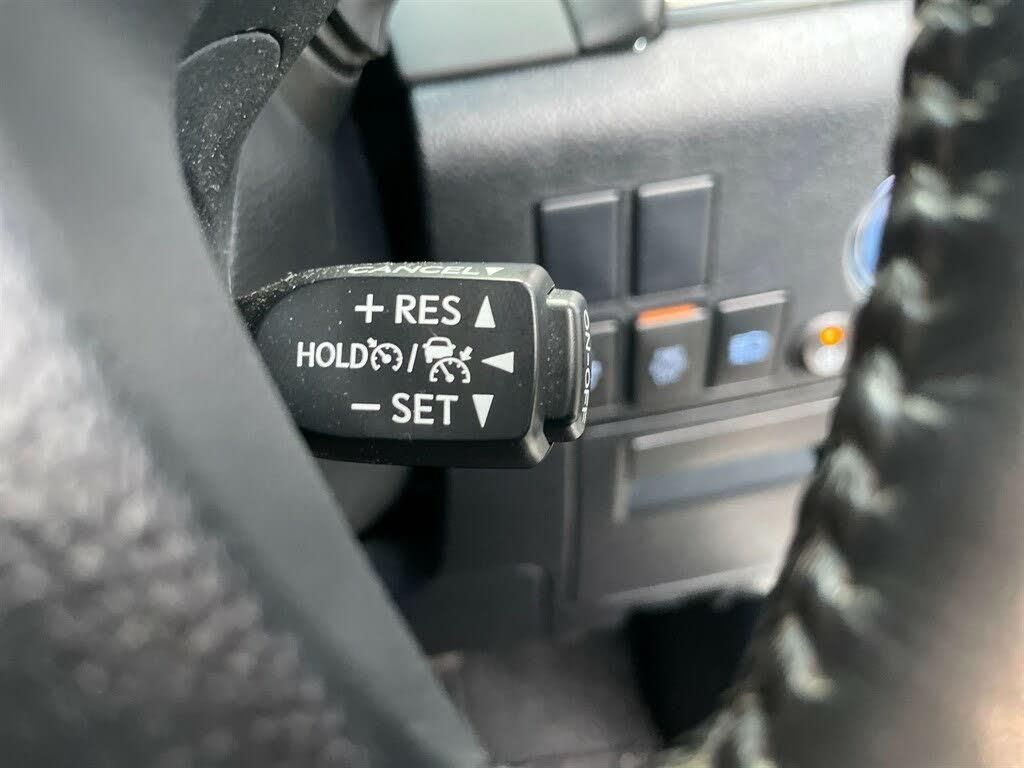 CANCEL▼
+ RES ▲
HOLD / ◀
− SET ▼
ON-OFF